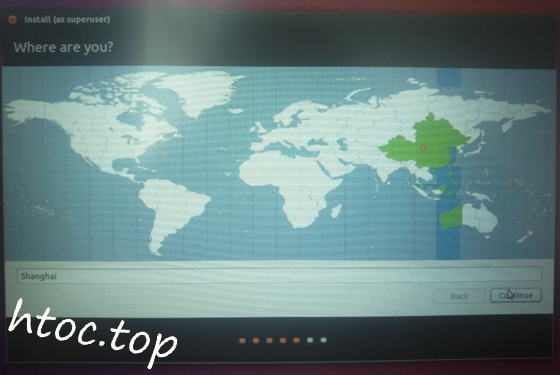 Install (as superuser)
Where are you?
Shanghai
Back
Continue
htoc.top